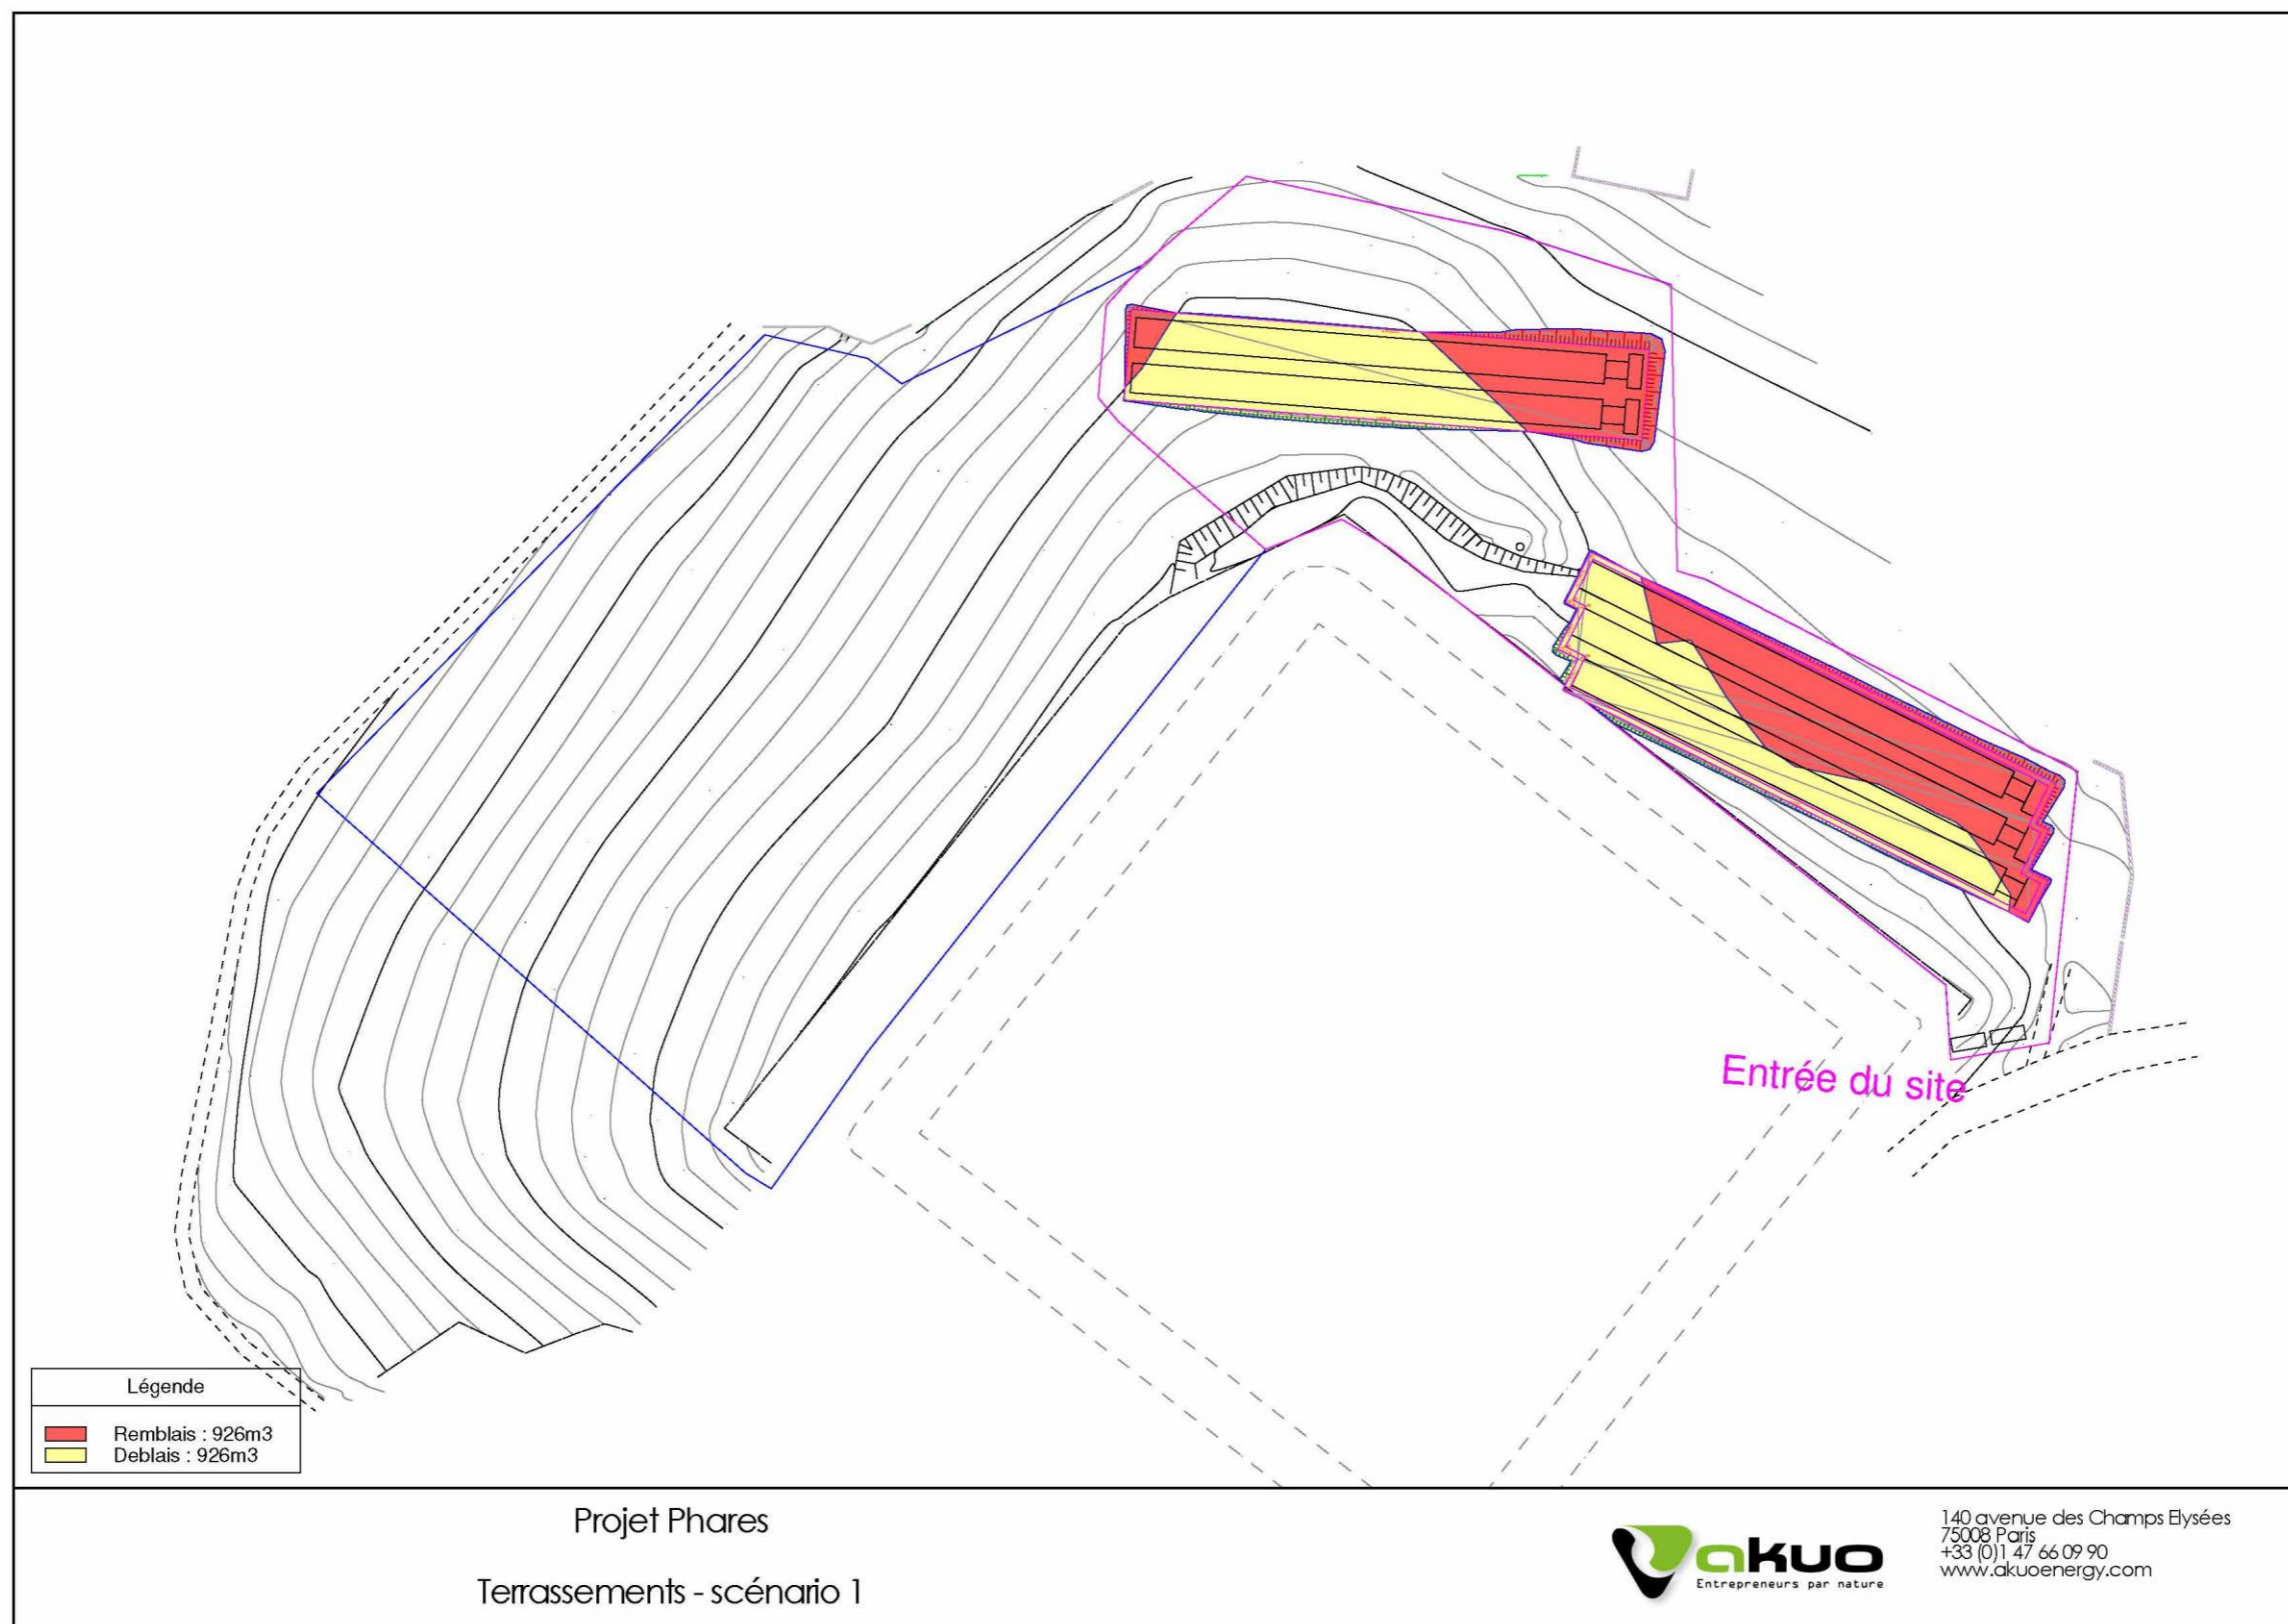 Entrée du site
Légende
Remblais : 926m3
Deblais : 926m3
Projet Phares
Terrassements - scénario 1
akuo
Entrepreneurs par nature
140 avenue des Champs Elysées
75008 Paris
+33 (0)1 47 66 09 90
www.akuoenergy.com